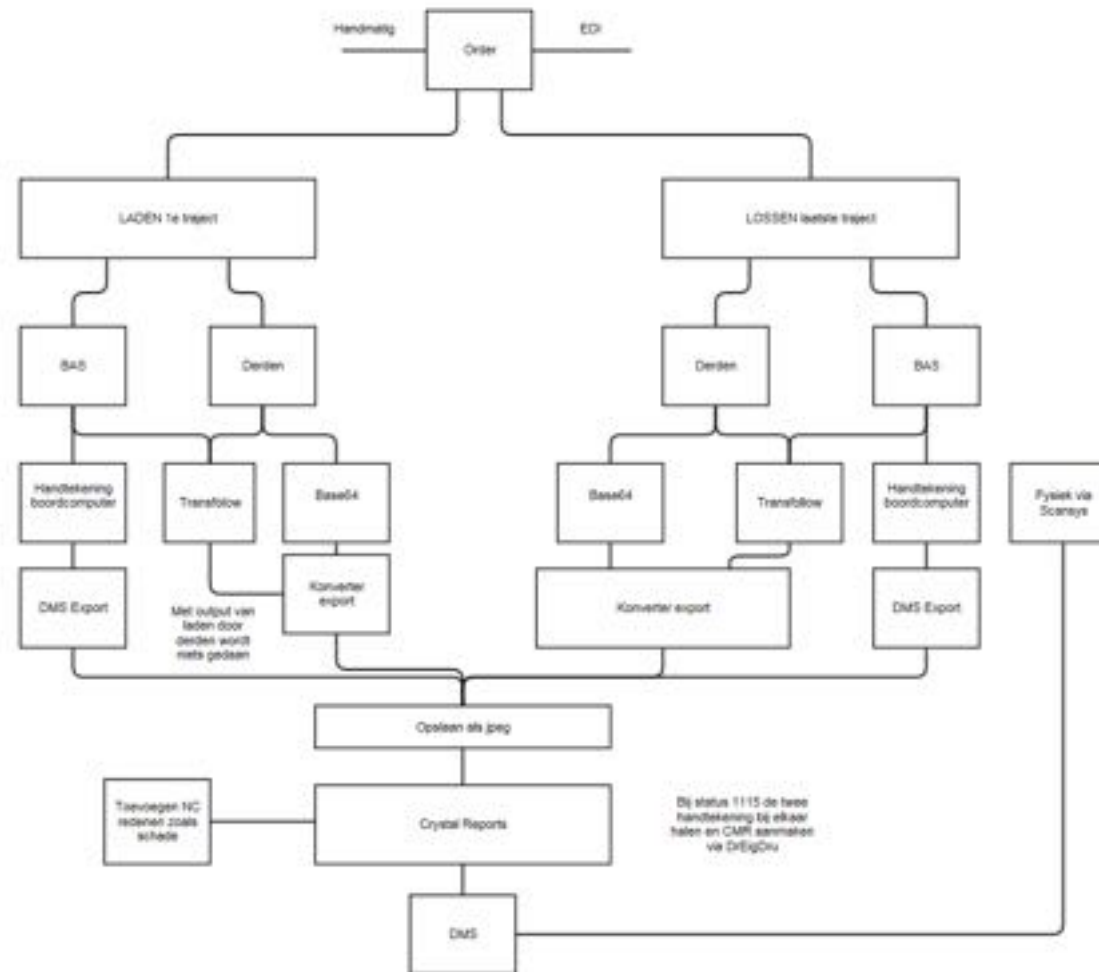 Handmatig
EDI
Order
LADEN 1e traject
LOSSEN laatste traject
BAS
Derden
Derden
BAS
Handtekening
boordcomputer
Transfollow
Base64
Base64
Transfollow
Handtekening
boordcomputer
Fysiek via
Scansys
DMS Export
Met output van
laden door
derden wordt
niets gedaan
Konverter
export
Konverter export
DMS Export
Opslaan als jpeg
Toevoegen NC
redenen zoals
schade
Crystal Reports
Bij status 1115 de twee
handtekening bij elkaar
halen en CMR aanmaken
via DrEigDru
DMS